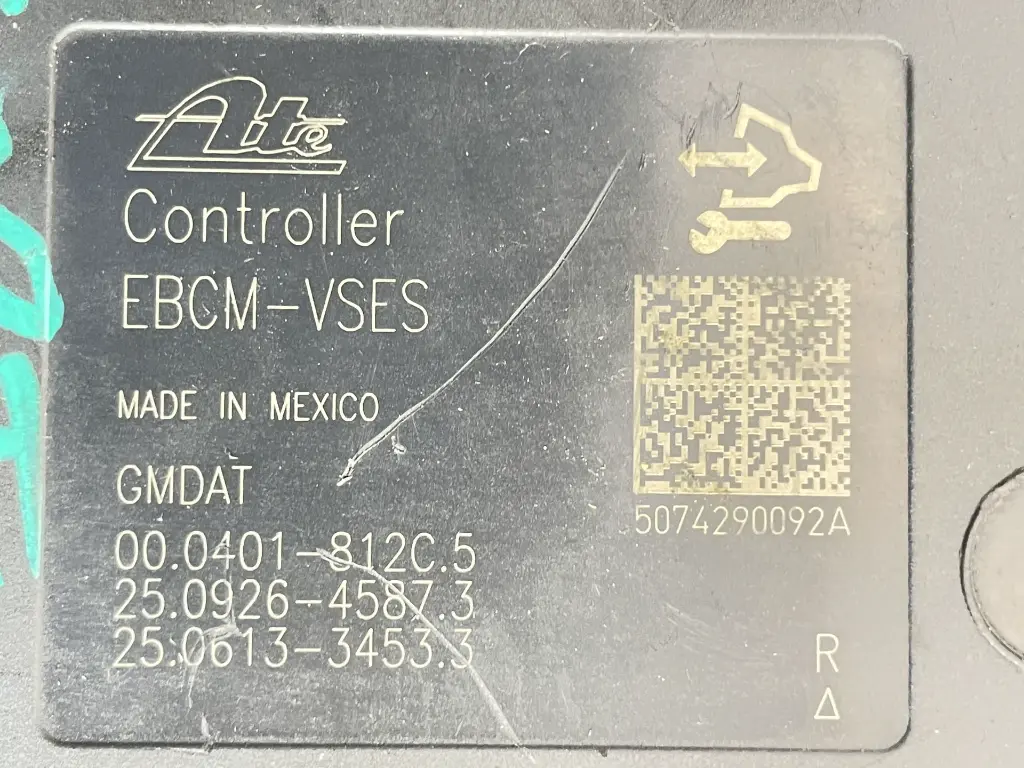 Ate
Controller
EBCM-VSES
MADE IN MEXICO
GMDAT
00.0401-812C.5
25.0926-4587.3
25.0613-3453.3
5074290092A
R